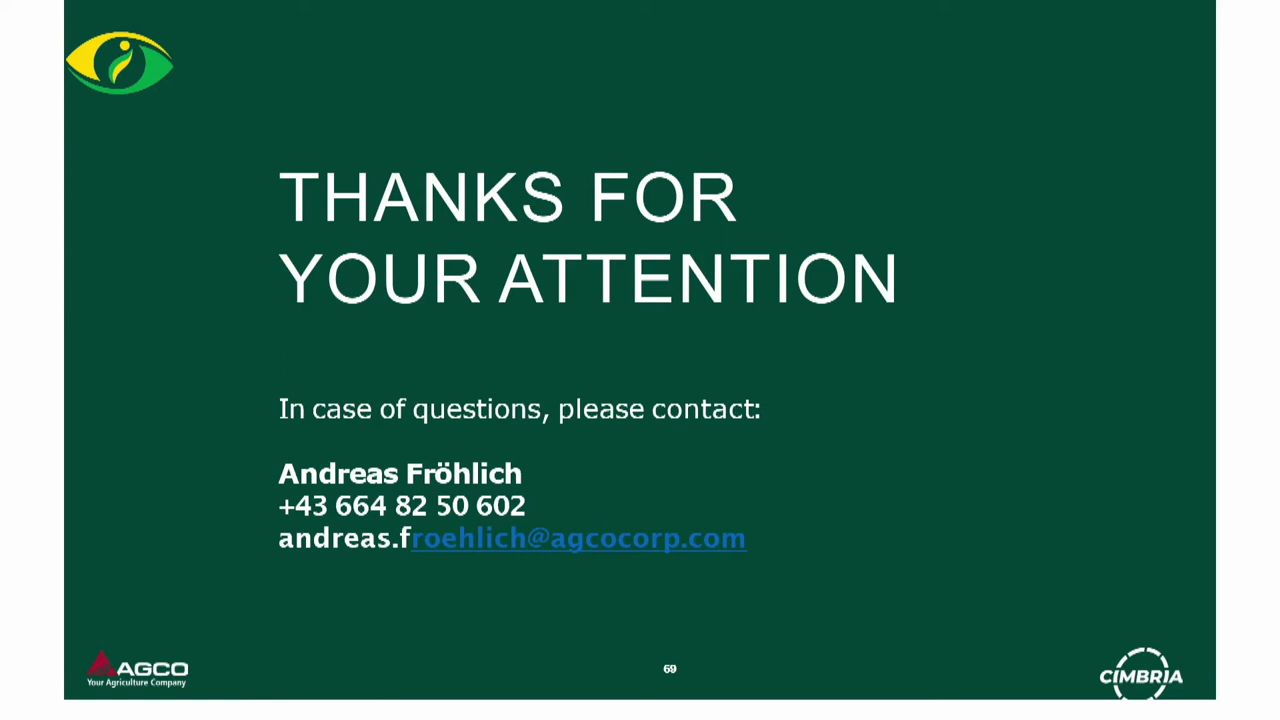 THANKS FOR
YOUR ATTENTION
In case of questions, please contact:
Andreas Fröhlich
+43 664 82 50 602
andreas.froehlich@agcocorp.com
AGCO
Your Agriculture Company
69
CIMBRIA